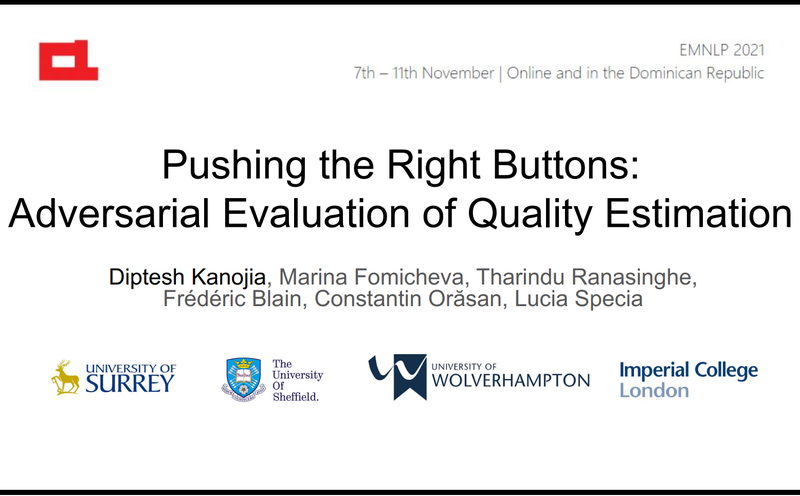 EMNLP 2021
7th – 11th November | Online and in the Dominican Republic
Pushing the Right Buttons:
Adversarial Evaluation of Quality Estimation
Diptesh Kanojia, Marina Fomicheva, Tharindu Ranasinghe,
Frédéric Blain, Constantin Orăsan, Lucia Specia
UNIVERSITY OF
SURREY
The
University
Of
Sheffield.
UNIVERSITY OF
WOLVERHAMPTON
Imperial College
London